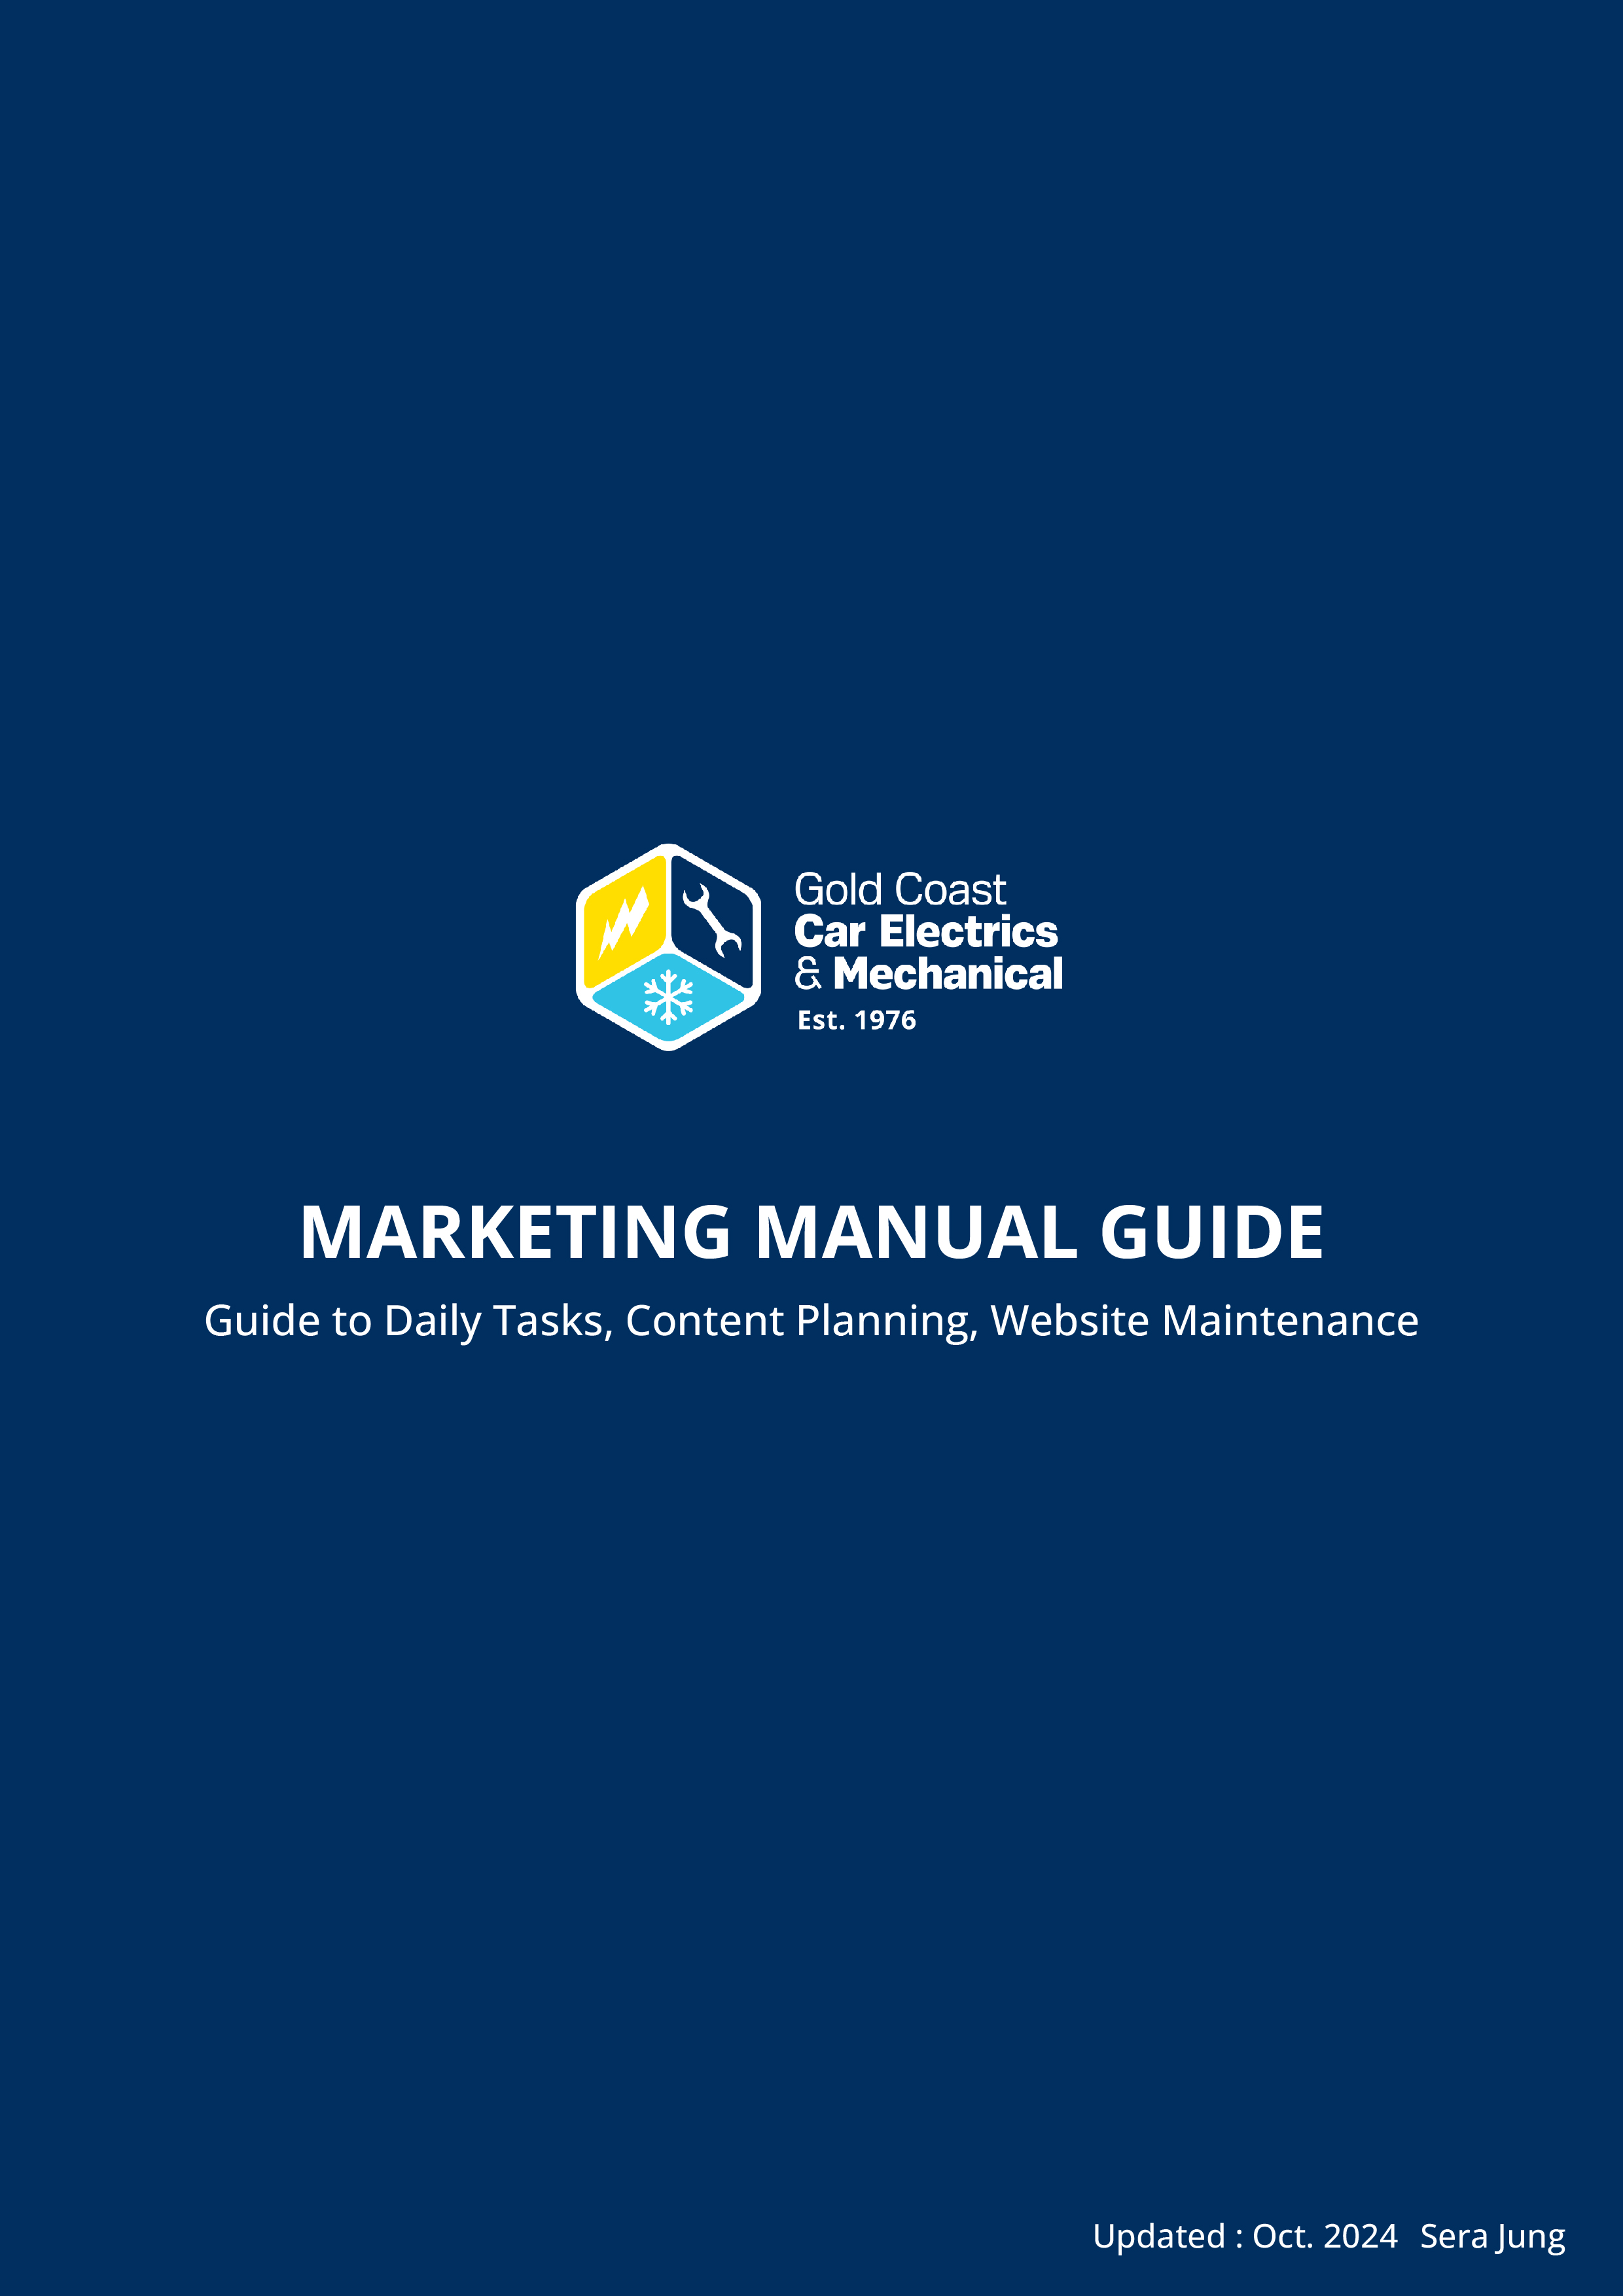 Gold Coast
Car Electrics
& Mechanical
Est. 1976
MARKETING MANUAL GUIDE
Guide to Daily Tasks, Content Planning, Website Maintenance
Updated : Oct. 2024 Sera Jung